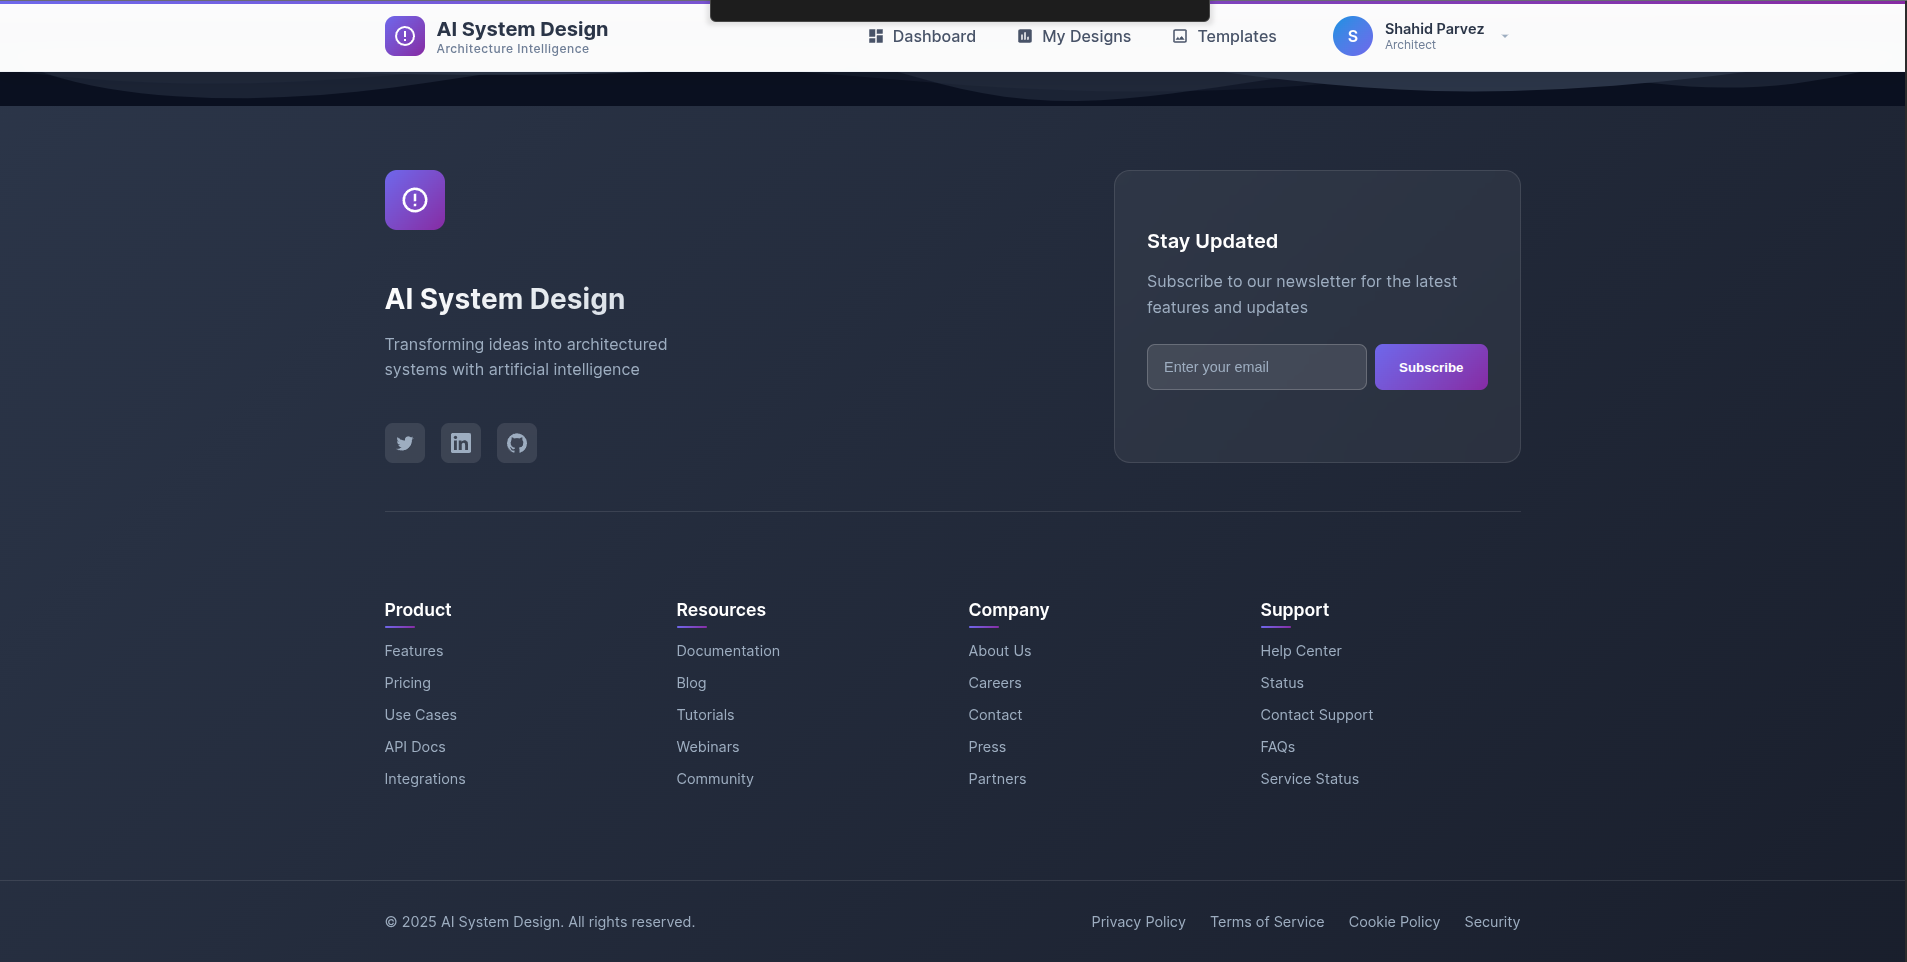 AI System Design
Architecture Intelligence
Dashboard
My Designs
Templates
S
Shahid Parvez
Architect
AI System Design
Transforming ideas into architectured
systems with artificial intelligence
Stay Updated
Subscribe to our newsletter for the latest
features and updates
Enter your email
Subscribe
Product
Features
Pricing
Use Cases
API Docs
Integrations
Resources
Documentation
Blog
Tutorials
Webinars
Community
Company
About Us
Careers
Contact
Press
Partners
Support
Help Center
Status
Contact Support
FAQs
Service Status
© 2025 AI System Design. All rights reserved.
Privacy Policy
Terms of Service
Cookie Policy
Security